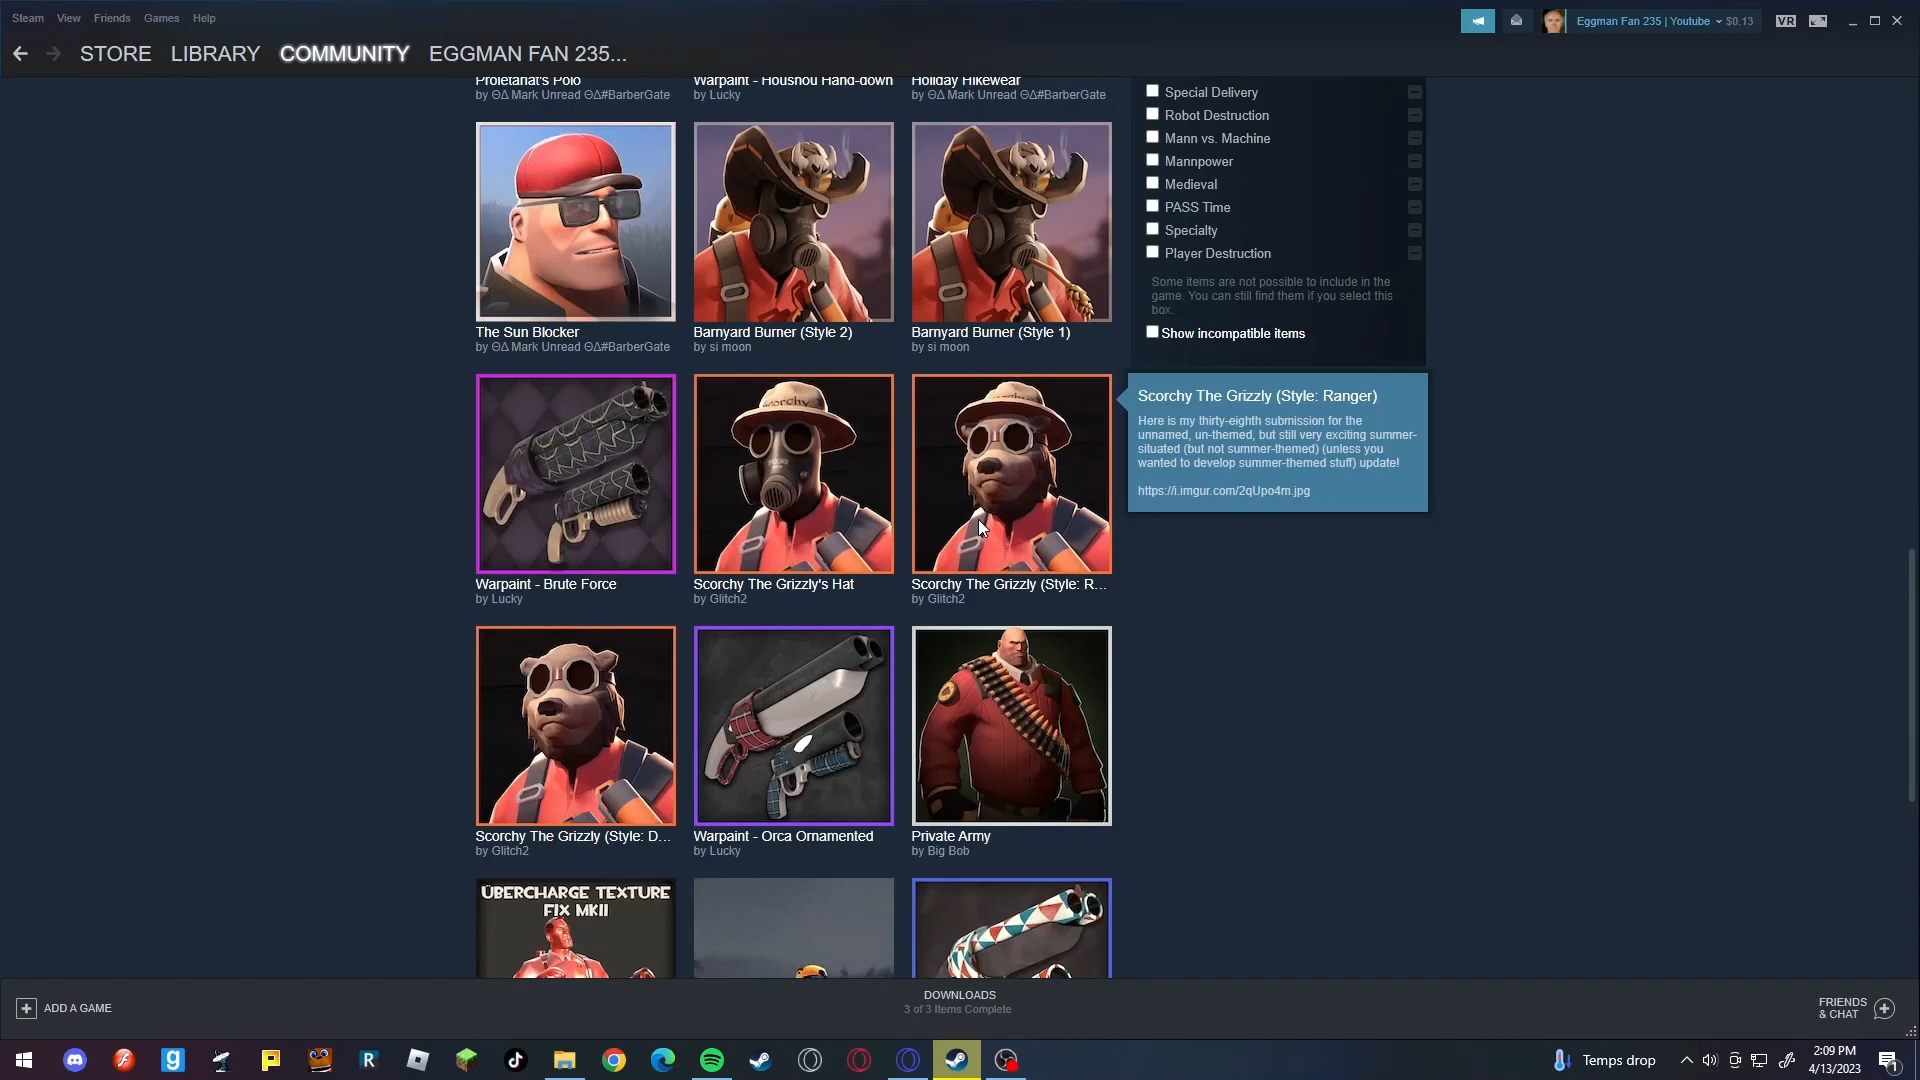 Steam View Friends Games Help
Eggman Fan 235 | Youtube $0.13
VR
STORE LIBRARY COMMUNITY EGGMAN FAN 235...
Proletariat's Polo
by ΘΔ Mark Unread ΘΔ#BarberGate
Warpaint - Houshou Hand-down
by Lucky
Holiday Hikewear
by ΘΔ Mark Unread ΘΔ#BarberGate
Special Delivery
Robot Destruction
Mann vs. Machine
Mannpower
Medieval
PASS Time
Specialty
Player Destruction
Some items are not possible to include in the
game. You can still find them if you select this
box.
Show incompatible items
The Sun Blocker
by ΘΔ Mark Unread ΘΔ#BarberGate
Barnyard Burner (Style 2)
by si moon
Barnyard Burner (Style 1)
by si moon
Scorchy The Grizzly (Style: Ranger)
Here is my thirty-eighth submission for the
unnamed, un-themed, but still very exciting summer-
situated (but not summer-themed) (unless you
wanted to develop summer-themed stuff) update!
https://i.imgur.com/2qUpo4m.jpg
scorchy
Warpaint - Brute Force
by Lucky
Scorchy The Grizzly's Hat
by Glitch2
Scorchy The Grizzly (Style: R...
by Glitch2
Scorchy The Grizzly (Style: D...
by Glitch2
Warpaint - Orca Ornamented
by Lucky
Private Army
by Big Bob
ÜBERCHARGE TEXTURE
FIX MKII
ADD A GAME
DOWNLOADS
3 of 3 Items Complete
FRIENDS
& CHAT
Temps drop
2:09 PM
4/13/2023
1